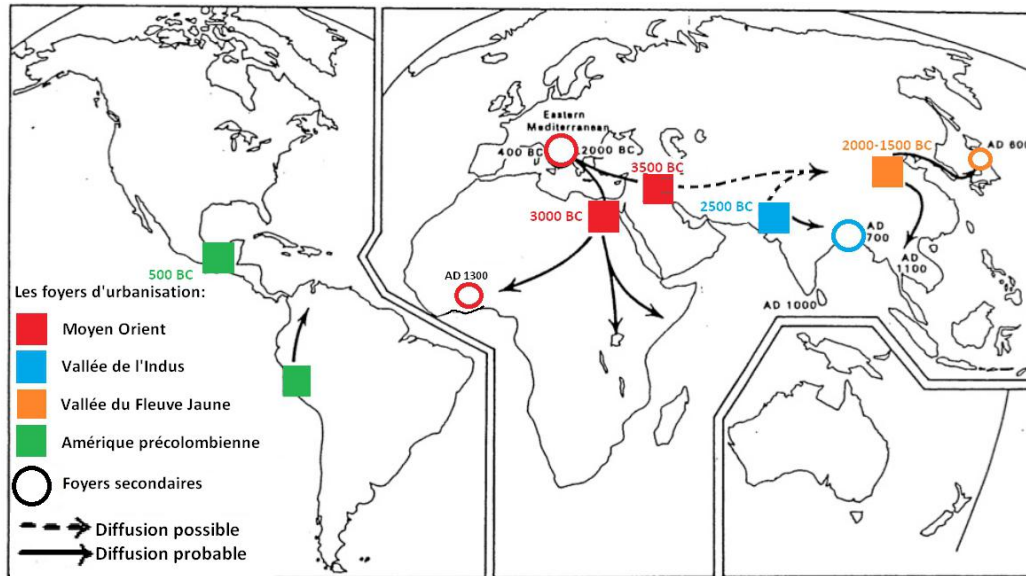 Eastern
Mediterranean
400 BC
2000 BC
3500 BC
3000 BC
2500 BC
2000-1500 BC
AD 600
AD
700
AD
1100
AD 1300
AD 1000
500 BC
Les foyers d'urbanisation:
Moyen Orient
Vallée de l'Indus
Vallée du Fleuve Jaune
Amérique précolombienne
Foyers secondaires
Diffusion possible
Diffusion probable